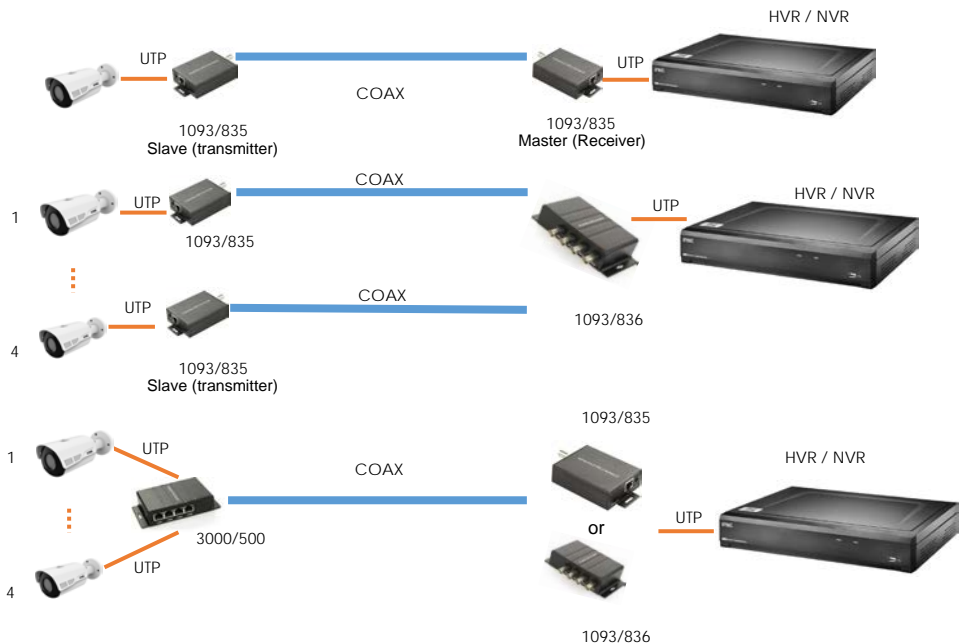 HVR / NVR
UTP
UTP
COAX
1093/835
Slave (transmitter)
1093/835
Master (Receiver)
COAX
HVR / NVR
1
UTP
UTP
1093/835
COAX
UTP
1093/836
4
1093/835
Slave (transmitter)
1093/835
1
UTP
COAX
HVR / NVR
or
UTP
3000/500
UTP
4
1093/836